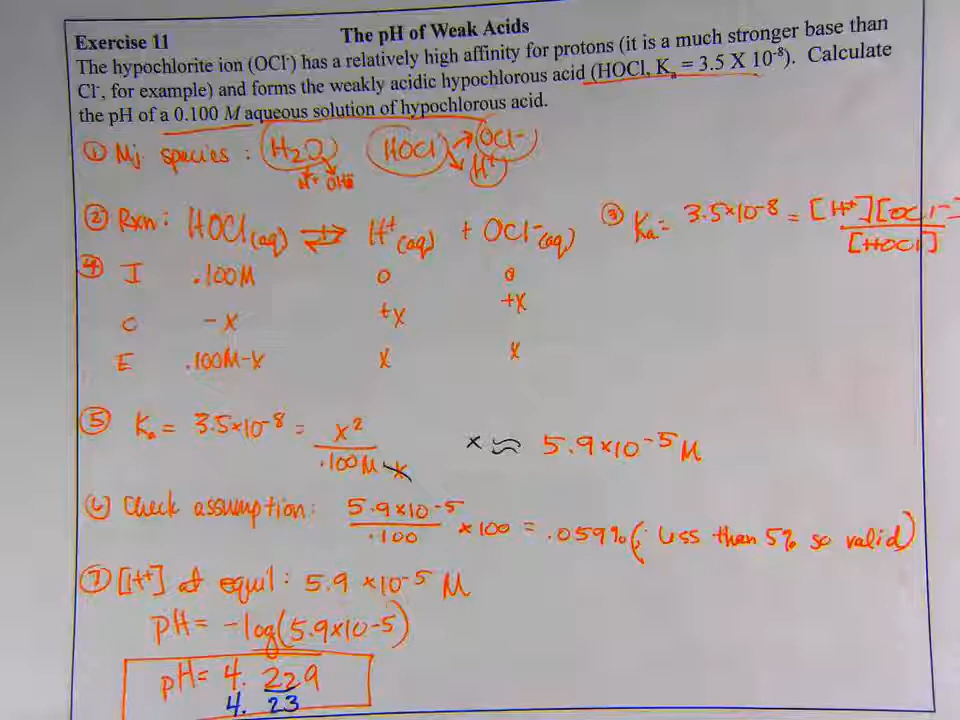 Exercise 11
The pH of Weak Acids
The hypochlorite ion (OCl⁻) has a relatively high affinity for protons (it is a much stronger base than
Cl⁻, for example) and forms the weakly acidic hypochlorous acid (HOCl, Kₐ = 3.5 X 10⁻⁸). Calculate
the pH of a 0.100 M aqueous solution of hypochlorous acid.
① Mj. species: H₂O HOCl → OCl⁻
H⁺ OH⁻ H⁺
② Rxn: HOCl(aq) ⇌ H⁺(aq) + OCl⁻(aq) ③ Kₐ = 3.5×10⁻⁸ = [H⁺][OCl⁻]
[HOCl]
④ I .100M 0 0
C -x +x +x
E .100M-x x x
⑤ Kₐ = 3.5×10⁻⁸ = x²
.100M-x
x ≈ 5.9×10⁻⁵ M
⑥ Check assumption: 5.9×10⁻⁵
.100 ×100 = .059% (∴ less than 5% so valid)
⑦ [H⁺] at equil: 5.9 ×10⁻⁵ M
pH = -log(5.9×10-5)
pH = 4.229
4.23